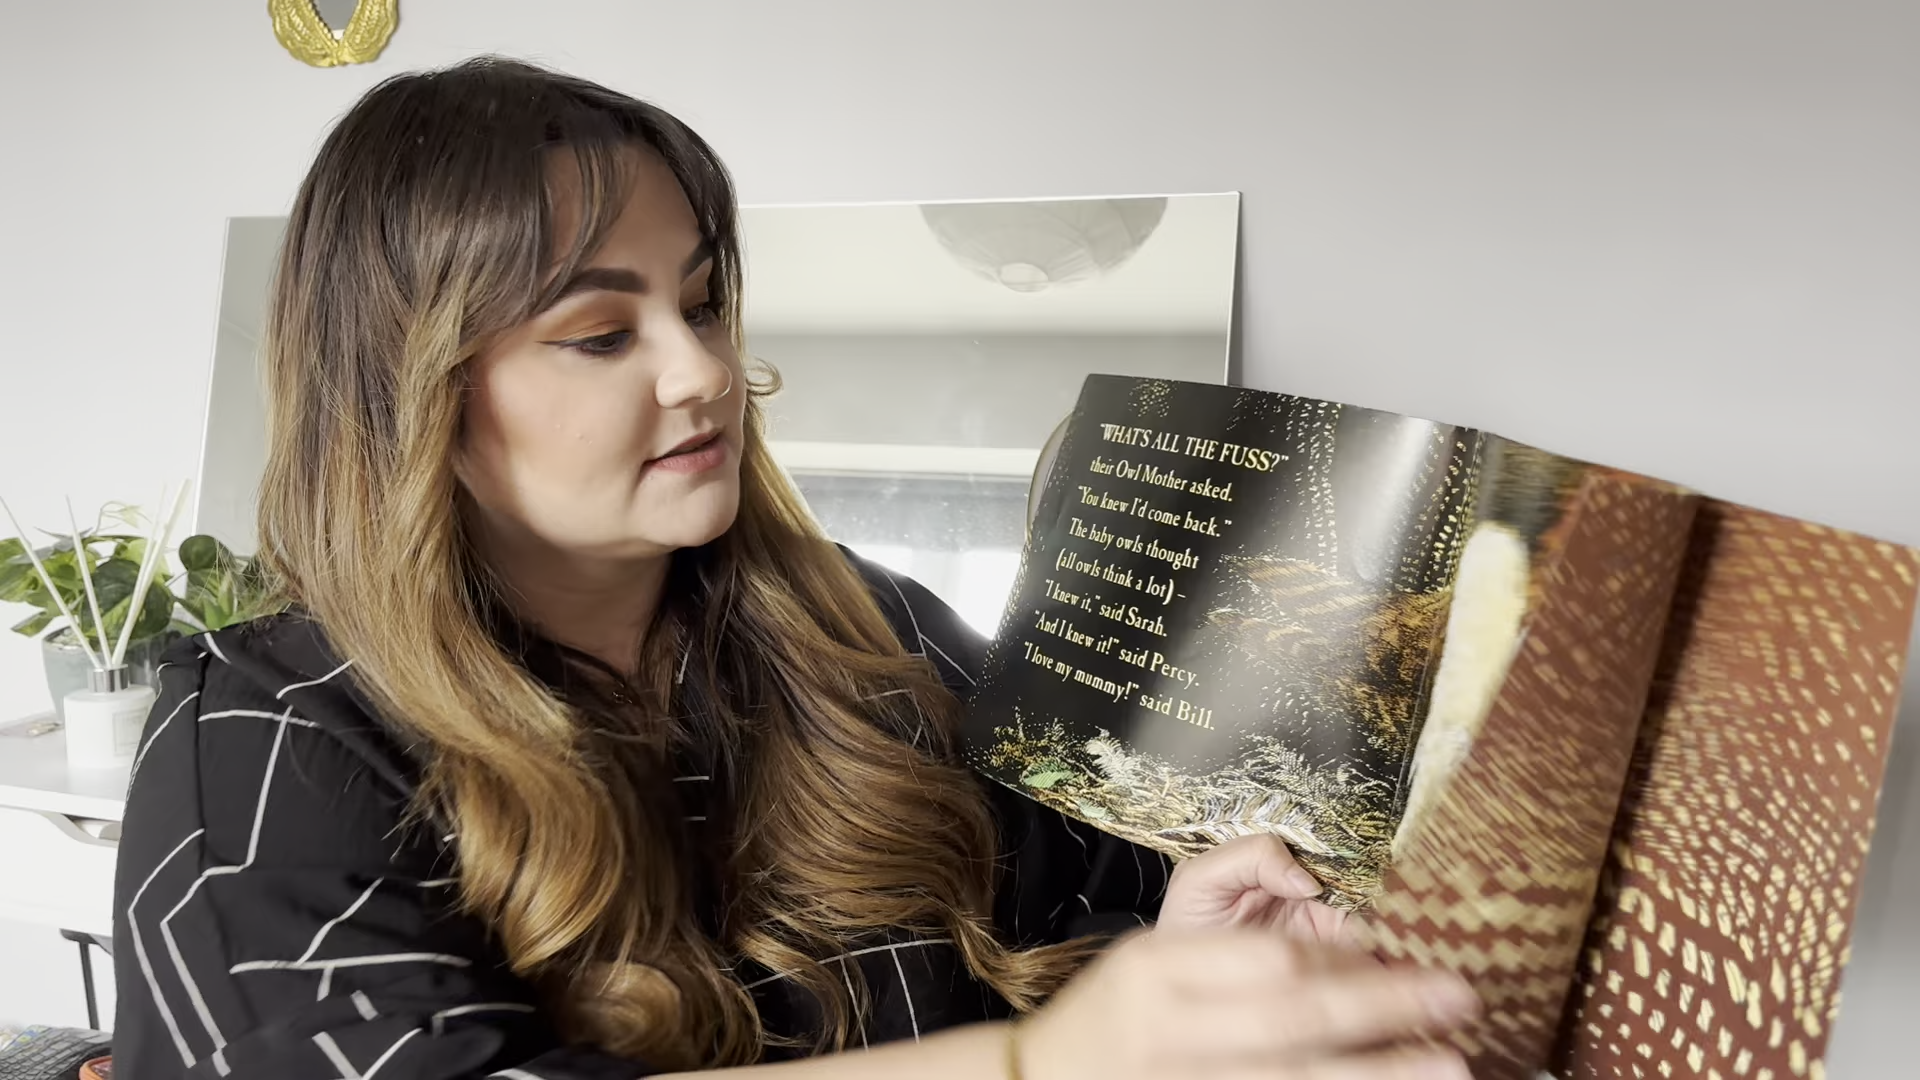 "WHAT'S ALL THE FUSS?"
their Owl Mother asked.
"You knew I'd come back."
The baby owls thought
(all owls think a lot) –
"I knew it," said Sarah.
"And I knew it!" said Percy.
"I love my mummy!" said Bill.